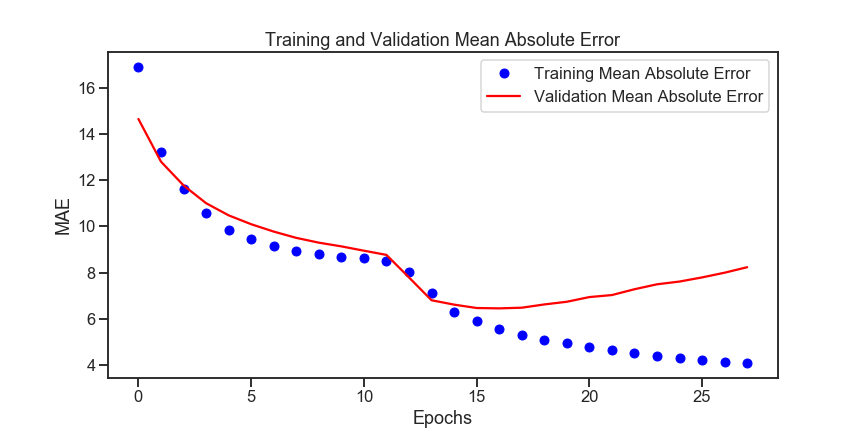 Training and Validation Mean Absolute Error
Training Mean Absolute Error
Validation Mean Absolute Error
MAE
16
14
12
10
8
6
4
0 5 10 15 20 25
Epochs